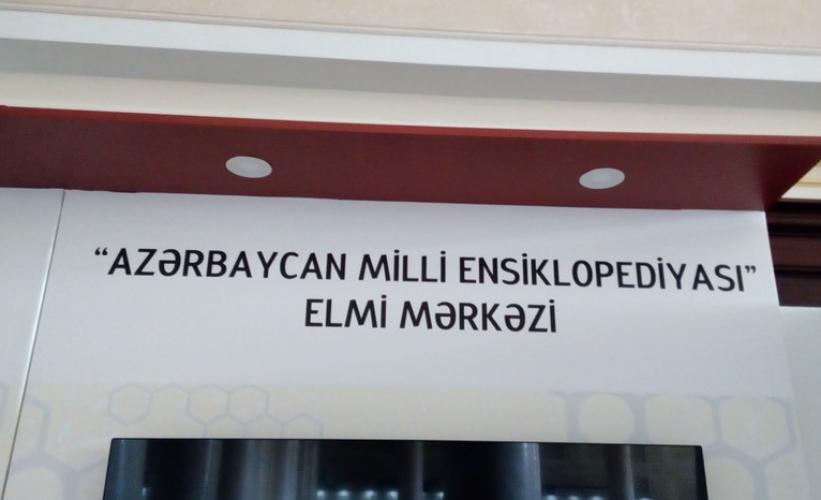 “AZƏRBAYCAN MİLLİ ENSİKLOPEDİYASI”
ELMİ MƏRKƏZİ